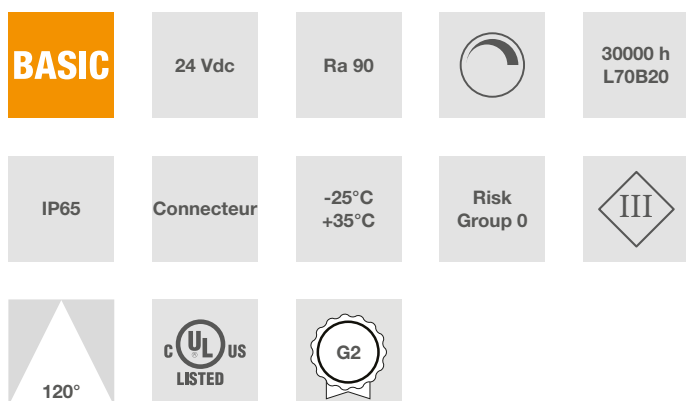 BASIC
24 Vdc
Ra 90
30000 h
L70B20
IP65
Connecteur
-25°C
+35°C
Risk
Group 0
III
120°
C UL US
®
LISTED
G2